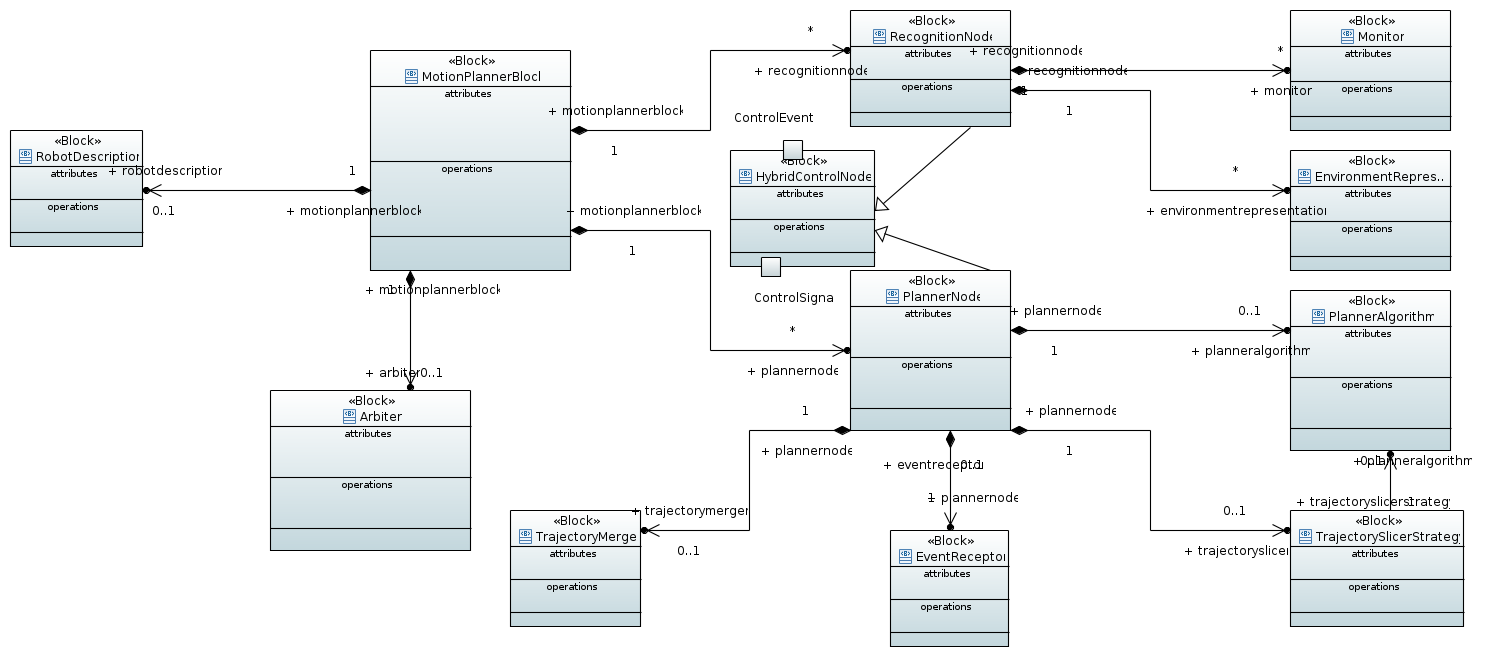 «Block»
RobotDescription
attributes
operations
+ robotdescription
0..1
1
+ motionplannerblock
«Block»
MotionPlannerBlocl
attributes
operations
+ motionplannerblock
1
*
+ recognitionnode
+ motionplannerblock
1
*
+ plannernode
+ motionplannerblock
1
+ arbiter
0..1
«Block»
Arbiter
attributes
operations
«Block»
RecognitionNode
attributes
operations
+ recognitionnode
recognitionnode
1
1
*
+ monitor
*
+ environmentrepresentation
ControlEvent
«Block»
HybridControlNode
attributes
operations
ControlSigna
«Block»
PlannerNode
attributes
operations
+ plannernode
1
0..1
+ planneralgorithm
+ plannernode
1
0..1
+ trajectoryslicer
1
+ plannernode
+ trajectorymerger
0..1
+ eventreceptor
0..1
1
+ plannernode
«Block»
TrajectoryMerge
attributes
operations
«Block»
EventReceptor
attributes
operations
«Block»
Monitor
attributes
operations
«Block»
EnvironmentRepres..
attributes
operations
«Block»
PlannerAlgorithm
attributes
operations
0..1
+ planneralgorithm
+ trajectoryslicerstrategy
1
«Block»
TrajectorySlicerStrategy
attributes
operations